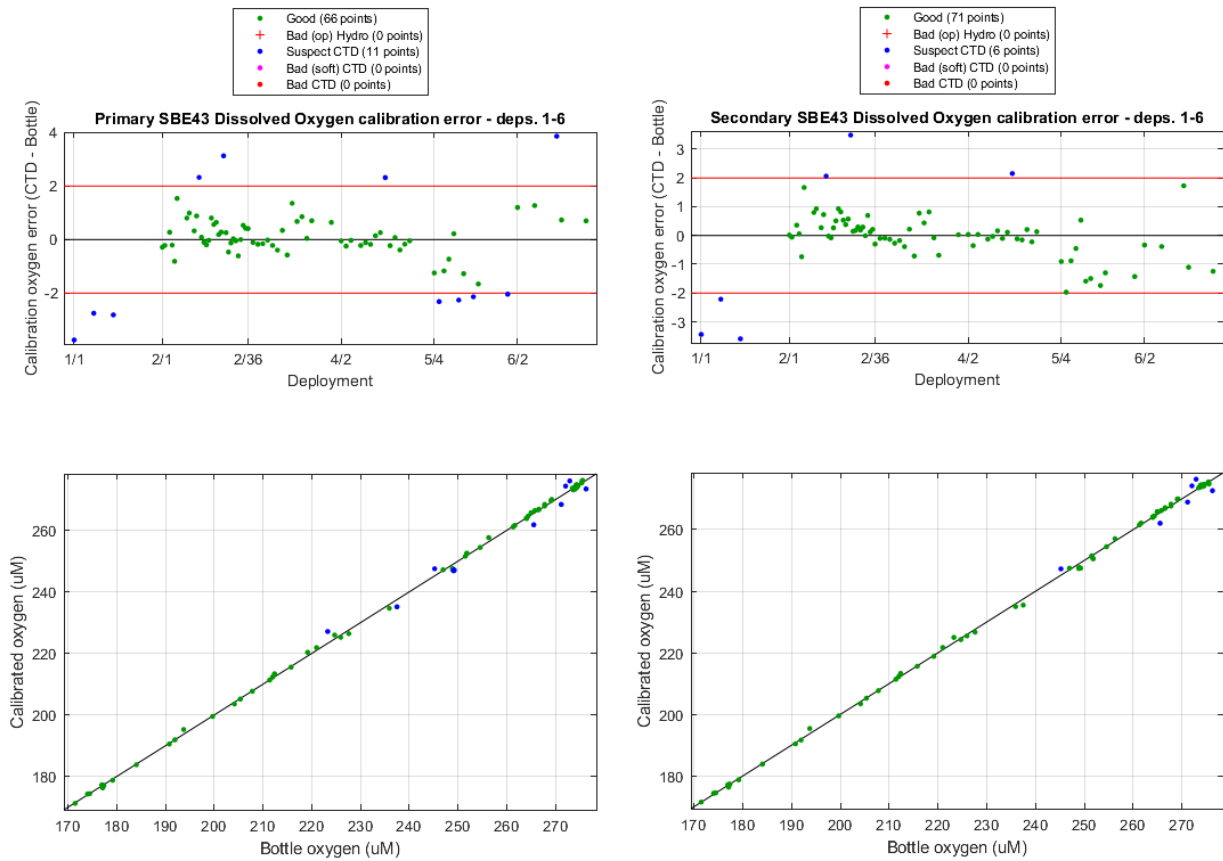 Good (66 points)
Bad (op) Hydro (0 points)
Suspect CTD (11 points)
Bad (soft) CTD (0 points)
Bad CTD (0 points)
Primary SBE43 Dissolved Oxygen calibration error - deps. 1-6
Calibration oxygen error (CTD - Bottle)
4
2
0
-2
1/1
2/1
2/36
4/2
5/4
6/2
Deployment
Good (71 points)
Bad (op) Hydro (0 points)
Suspect CTD (6 points)
Bad (soft) CTD (0 points)
Bad CTD (0 points)
Secondary SBE43 Dissolved Oxygen calibration error - deps. 1-6
Calibration oxygen error (CTD - Bottle)
3
2
1
0
-1
-2
-3
1/1
2/1
2/36
4/2
5/4
6/2
Deployment
Calibrated oxygen (uM)
260
240
220
200
180
170
180
190
200
210
220
230
240
250
260
270
Bottle oxygen (uM)
Calibrated oxygen (uM)
260
240
220
200
180
170
180
190
200
210
220
230
240
250
260
270
Bottle oxygen (uM)